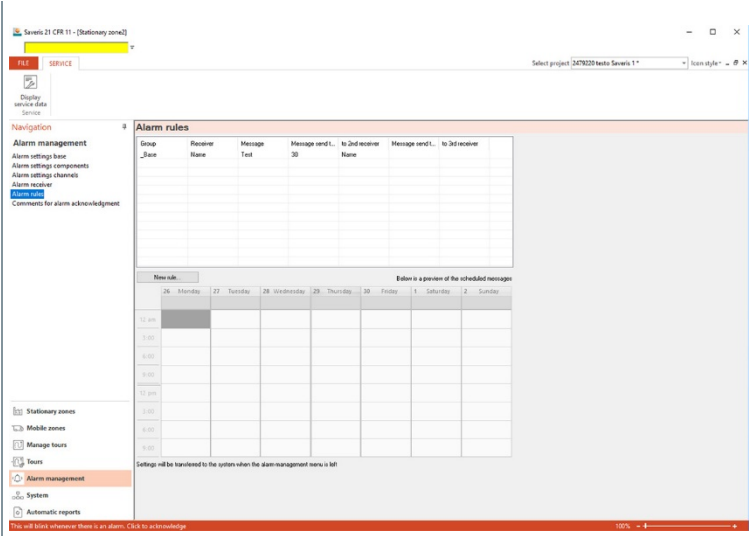 Saveris 21 CFR 11 - [Stationary zone2]
FILE SERVICE Select project 2479220 testo Saveris 1* Icon style
Display
service data
Service
Navigation
Alarm management
Alarm settings base
Alarm settings components
Alarm settings channels
Alarm receiver
Alarm rules
Comments for alarm acknowledgment
Alarm rules
Group Receiver Message Message send t... to 2nd receiver Message send t... to 3rd receiver
_Base Name Test 30 Name
New rule... Below is a preview of the scheduled messages
26 Monday 27 Tuesday 28 Wednesday 29 Thursday 30 Friday 1 Saturday 2 Sunday
12 am
3:00
6:00
9:00
12 pm
3:00
6:00
9:00
Settings will be transferred to the system when the alarm management menu is left
Stationary zones
Mobile zones
Manage tours
Tours
Alarm management
System
Automatic reports
This will blink whenever there is an alarm. Click to acknowledge 100% - +